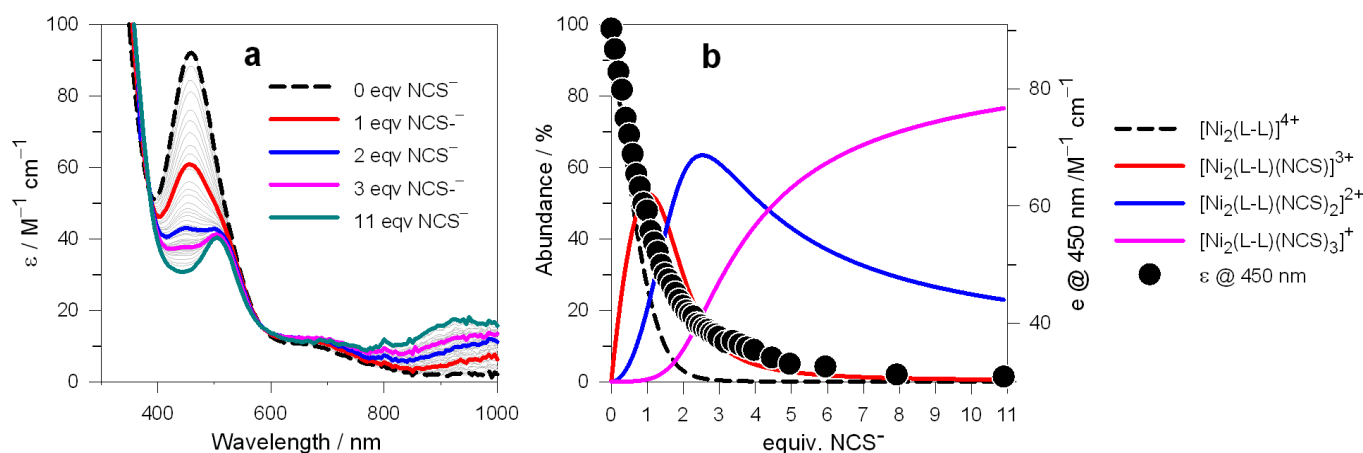 a
0 eqv NCS⁻
1 eqv NCS-⁻
2 eqv NCS⁻
3 eqv NCS-⁻
11 eqv NCS⁻
ε / M⁻¹ cm⁻¹
100
80
60
40
20
0
400 600 800 1000
Wavelength / nm
b
Abundance / %
100
80
60
40
20
0
0 1 2 3 4 5 6 7 8 9 10 11
equiv. NCS⁻
80
60
40
e @ 450 nm /M⁻¹ cm⁻¹
[Ni₂(L-L)]⁴⁺
[Ni₂(L-L)(NCS)]³⁺
[Ni₂(L-L)(NCS)₂]²⁺
[Ni₂(L-L)(NCS)₃]⁺
ε @ 450 nm